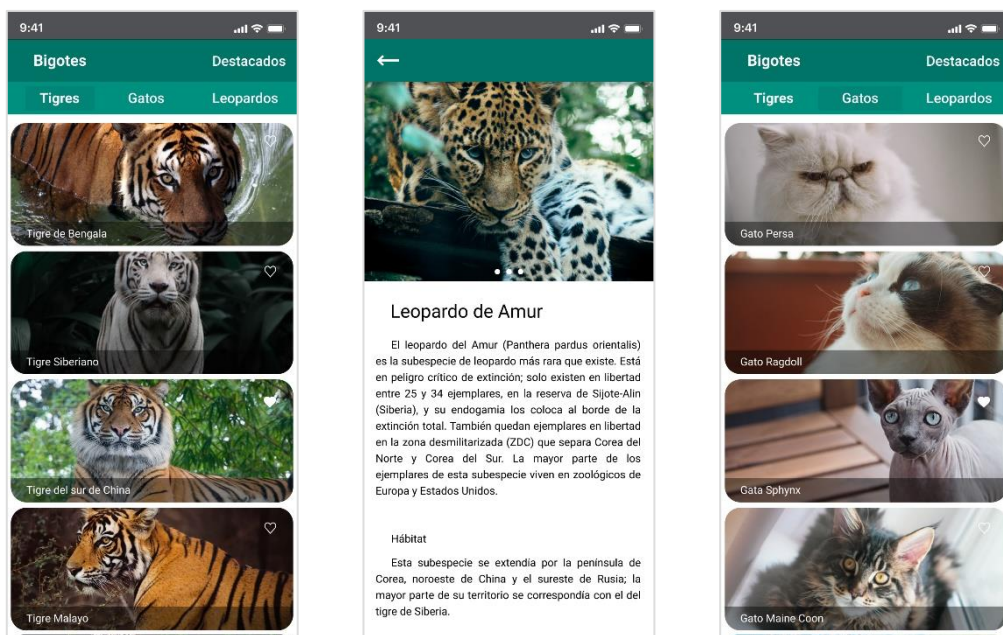 9:41
Bigotes
Destacados
Tigres
Gatos
Leopardos
Tigre de Bengala
Tigre Siberiano
Tigre del sur de China
Tigre Malayo
9:41
Leopardo de Amur
El leopardo del Amur (Panthera pardus orientalis)
es la subespecie de leopardo más rara que existe. Está
en peligro crítico de extinción; solo existen en libertad
entre 25 y 34 ejemplares, en la reserva de Sijote-Alin
(Siberia), y su endogamia los coloca al borde de la
extinción total. También quedan ejemplares en libertad
en la zona desmilitarizada (ZDC) que separa Corea del
Norte y Corea del Sur. La mayor parte de los
ejemplares de esta subespecie viven en zoológicos de
Europa y Estados Unidos.
Hábitat
Esta subespecie se extendía por la península de
Corea, noroeste de China y el sureste de Rusia; la
mayor parte de su territorio se correspondía con el del
tigre de Siberia.
9:41
Bigotes
Destacados
Tigres
Gatos
Leopardos
Gato Persa
Gato Ragdoll
Gata Sphynx
Gato Maine Coon